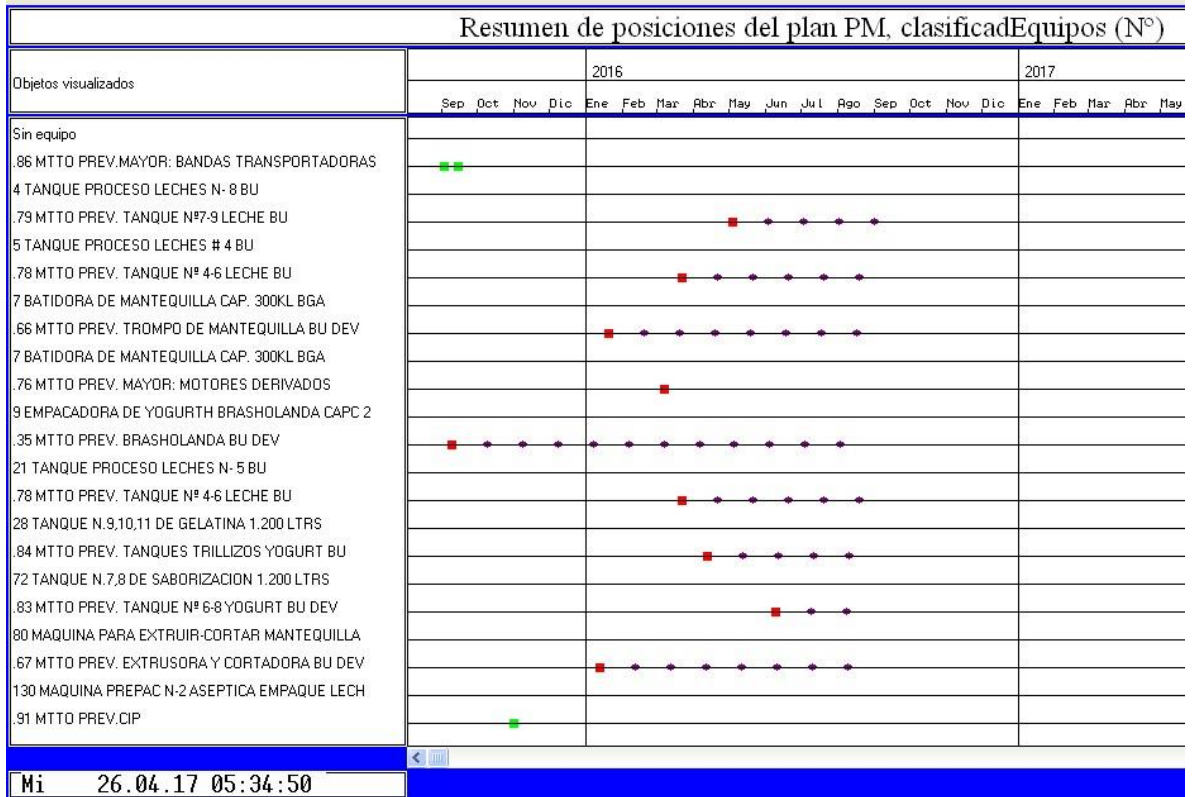 Resumen de posiciones del plan PM, clasificadEquipos (Nº)
Objetos visualizados
2016 2017
Sep Oct Nov Dic Ene Feb Mar Abr May Jun Jul Ago Sep Oct Nov Dic Ene Feb Mar Abr May
Sin equipo
.86 MTTO PREV.MAYOR: BANDAS TRANSPORTADORAS
4 TANQUE PROCESO LECHES N- 8 BU
.79 MTTO PREV. TANQUE Nº7-9 LECHE BU
5 TANQUE PROCESO LECHES # 4 BU
.78 MTTO PREV. TANQUE Nº 4-6 LECHE BU
7 BATIDORA DE MANTEQUILLA CAP. 300KL BGA
.66 MTTO PREV. TROMPO DE MANTEQUILLA BU DEV
7 BATIDORA DE MANTEQUILLA CAP. 300KL BGA
.76 MTTO PREV. MAYOR: MOTORES DERIVADOS
9 EMPACADORA DE YOGURTH BRASHOLANDA CAPC 2
.35 MTTO PREV. BRASHOLANDA BU DEV
21 TANQUE PROCESO LECHES N- 5 BU
.78 MTTO PREV. TANQUE Nº 4-6 LECHE BU
28 TANQUE N.9,10,11 DE GELATINA 1.200 LTRS
.84 MTTO PREV. TANQUES TRILLIZOS YOGURT BU
72 TANQUE N.7,8 DE SABORIZACION 1.200 LTRS
.83 MTTO PREV. TANQUE Nº 6-8 YOGURT BU DEV
80 MAQUINA PARA EXTRUIR-CORTAR MANTEQUILLA
.67 MTTO PREV. EXTRUSORA Y CORTADORA BU DEV
130 MAQUINA PREPAC N-2 ASEPTICA EMPAQUE LECH
.91 MTTO PREV.CIP
Mi 26.04.17 05:34:50